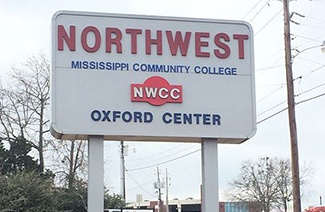 NORTHWEST
MISSISSIPPI COMMUNITY COLLEGE
NWCC
OXFORD CENTER